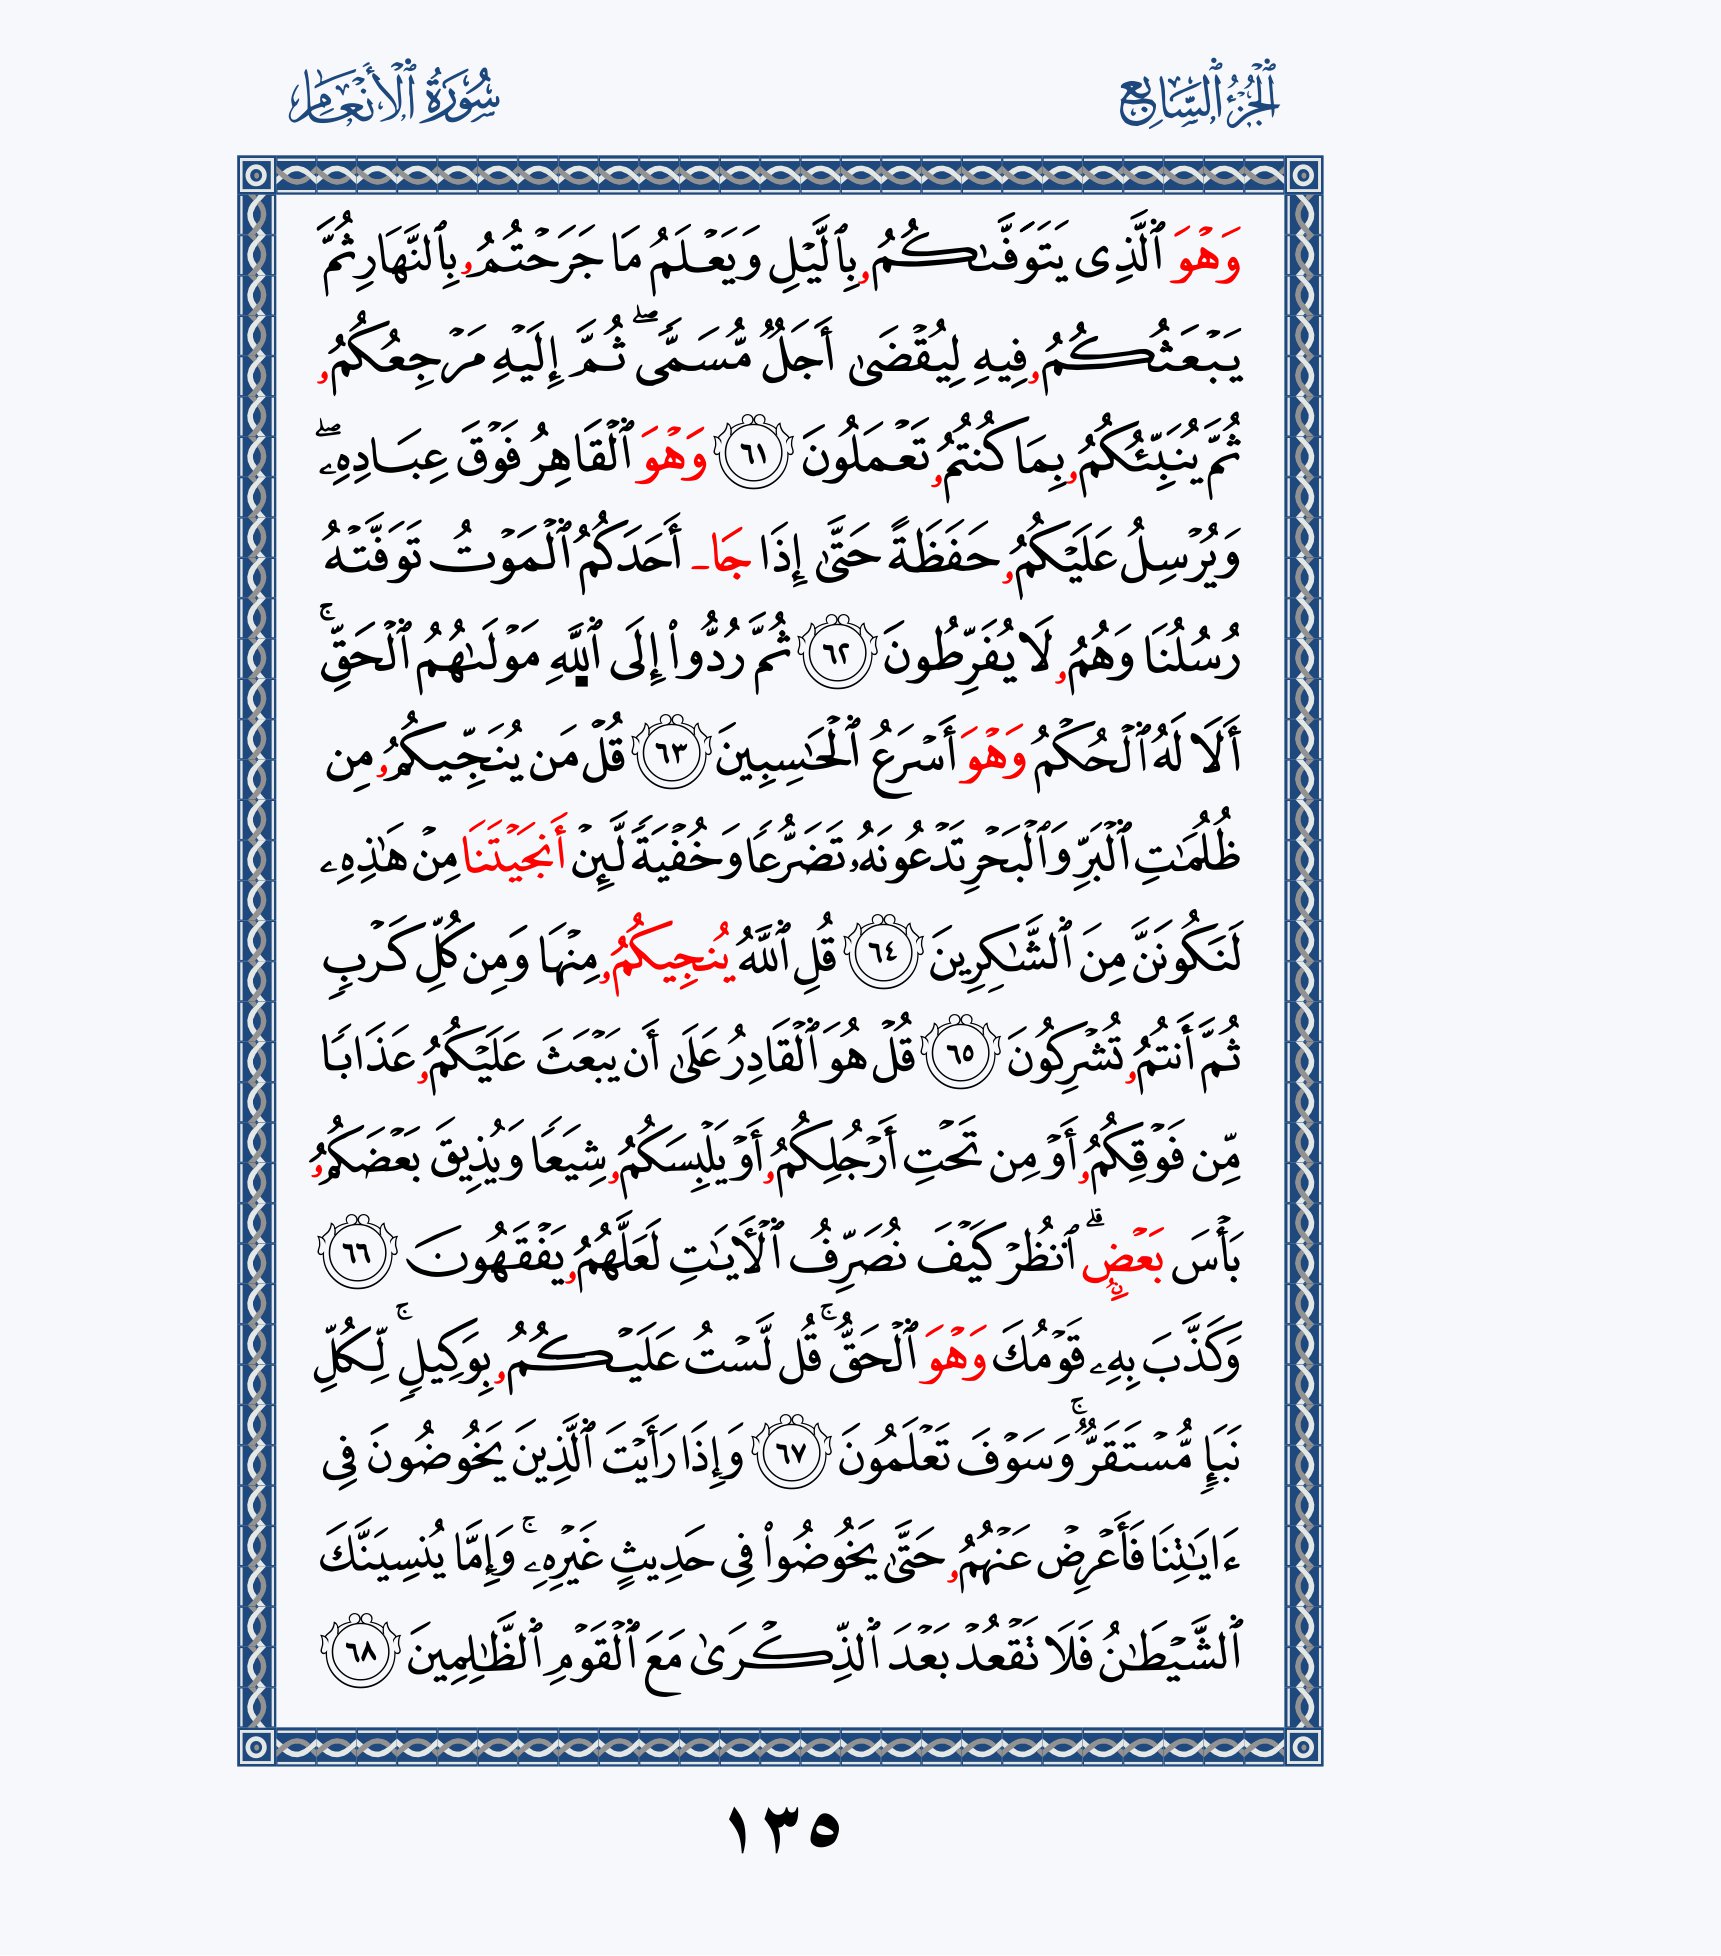 ٱلْجُزْءُ ٱلسَّابِعُ
سُورَةُ ٱلْأَنْعَامِ
وَهْوَ ٱلَّذِى يَتَوَفَّىٰكُمُۥ بِٱلَّيْلِ وَيَعْلَمُ مَا جَرَحْتُمُۥ بِٱلنَّهَارِ ثُمَّ
يَبْعَثُكُمُۥ فِيهِ لِيُقْضَىٰ أَجَلٌ مُّسَمًّى ۖ ثُمَّ إِلَيْهِ مَرْجِعُكُمُۥ
ثُمَّ يُنَبِّئُكُمُۥ بِمَا كُنتُمُۥ تَعْمَلُونَ ٦١ وَهْوَ ٱلْقَاهِرُ فَوْقَ عِبَادِهِۦ ۖ
وَيُرْسِلُ عَلَيْكُمُۥ حَفَظَةً حَتَّىٰ إِذَا جَا أَحَدَكُمُ ٱلْمَوْتُ تَوَفَّتْهُ
رُسُلُنَا وَهُمُۥ لَا يُفَرِّطُونَ ٦٢ ثُمَّ رُدُّوا۟ إِلَى ٱللَّهِ مَوْلَىٰهُمُ ٱلْحَقِّ ۚ
أَلَا لَهُ ٱلْحُكْمُ وَهْوَ أَسْرَعُ ٱلْحَٰسِبِينَ ٦٣ قُلْ مَن يُنَجِّيكُمُۥ مِن
ظُلُمَٰتِ ٱلْبَرِّ وَٱلْبَحْرِ تَدْعُونَهُۥ تَضَرُّعًا وَخُفْيَةً لَّئِنْ أَنجَيْتَنَا مِنْ هَٰذِهِۦ
لَنَكُونَنَّ مِنَ ٱلشَّٰكِرِينَ ٦٤ قُلِ ٱللَّهُ يُنجِيكُمُۥ مِنْهَا وَمِن كُلِّ كَرْبٍ
ثُمَّ أَنتُمُۥ تُشْرِكُونَ ٦٥ قُلْ هُوَ ٱلْقَادِرُ عَلَىٰ أَن يَبْعَثَ عَلَيْكُمُۥ عَذَابًا
مِّن فَوْقِكُمُۥ أَوْ مِن تَحْتِ أَرْجُلِكُمُۥ أَوْ يَلْبِسَكُمُۥ شِيَعًا وَيُذِيقَ بَعْضَكُمُۥ
بَأْسَ بَعْضٍ ۗ ٱنظُرْ كَيْفَ نُصَرِّفُ ٱلْأٓيَٰتِ لَعَلَّهُمُۥ يَفْقَهُونَ ٦٦
وَكَذَّبَ بِهِۦ قَوْمُكَ وَهْوَ ٱلْحَقُّ ۚ قُل لَّسْتُ عَلَيْكُمُۥ بِوَكِيلٍ ۚ لِّكُلِّ
نَبَإٍ مُّسْتَقَرٌّ ۚ وَسَوْفَ تَعْلَمُونَ ٦٧ وَإِذَا رَأَيْتَ ٱلَّذِينَ يَخُوضُونَ فِى
ءَايَٰتِنَا فَأَعْرِضْ عَنْهُمُۥ حَتَّىٰ يَخُوضُوا۟ فِى حَدِيثٍ غَيْرِهِۦ ۚ وَإِمَّا يُنسِيَنَّكَ
ٱلشَّيْطَٰنُ فَلَا تَقْعُدْ بَعْدَ ٱلذِّكْرَىٰ مَعَ ٱلْقَوْمِ ٱلظَّٰلِمِينَ ٦٨
١٣٥